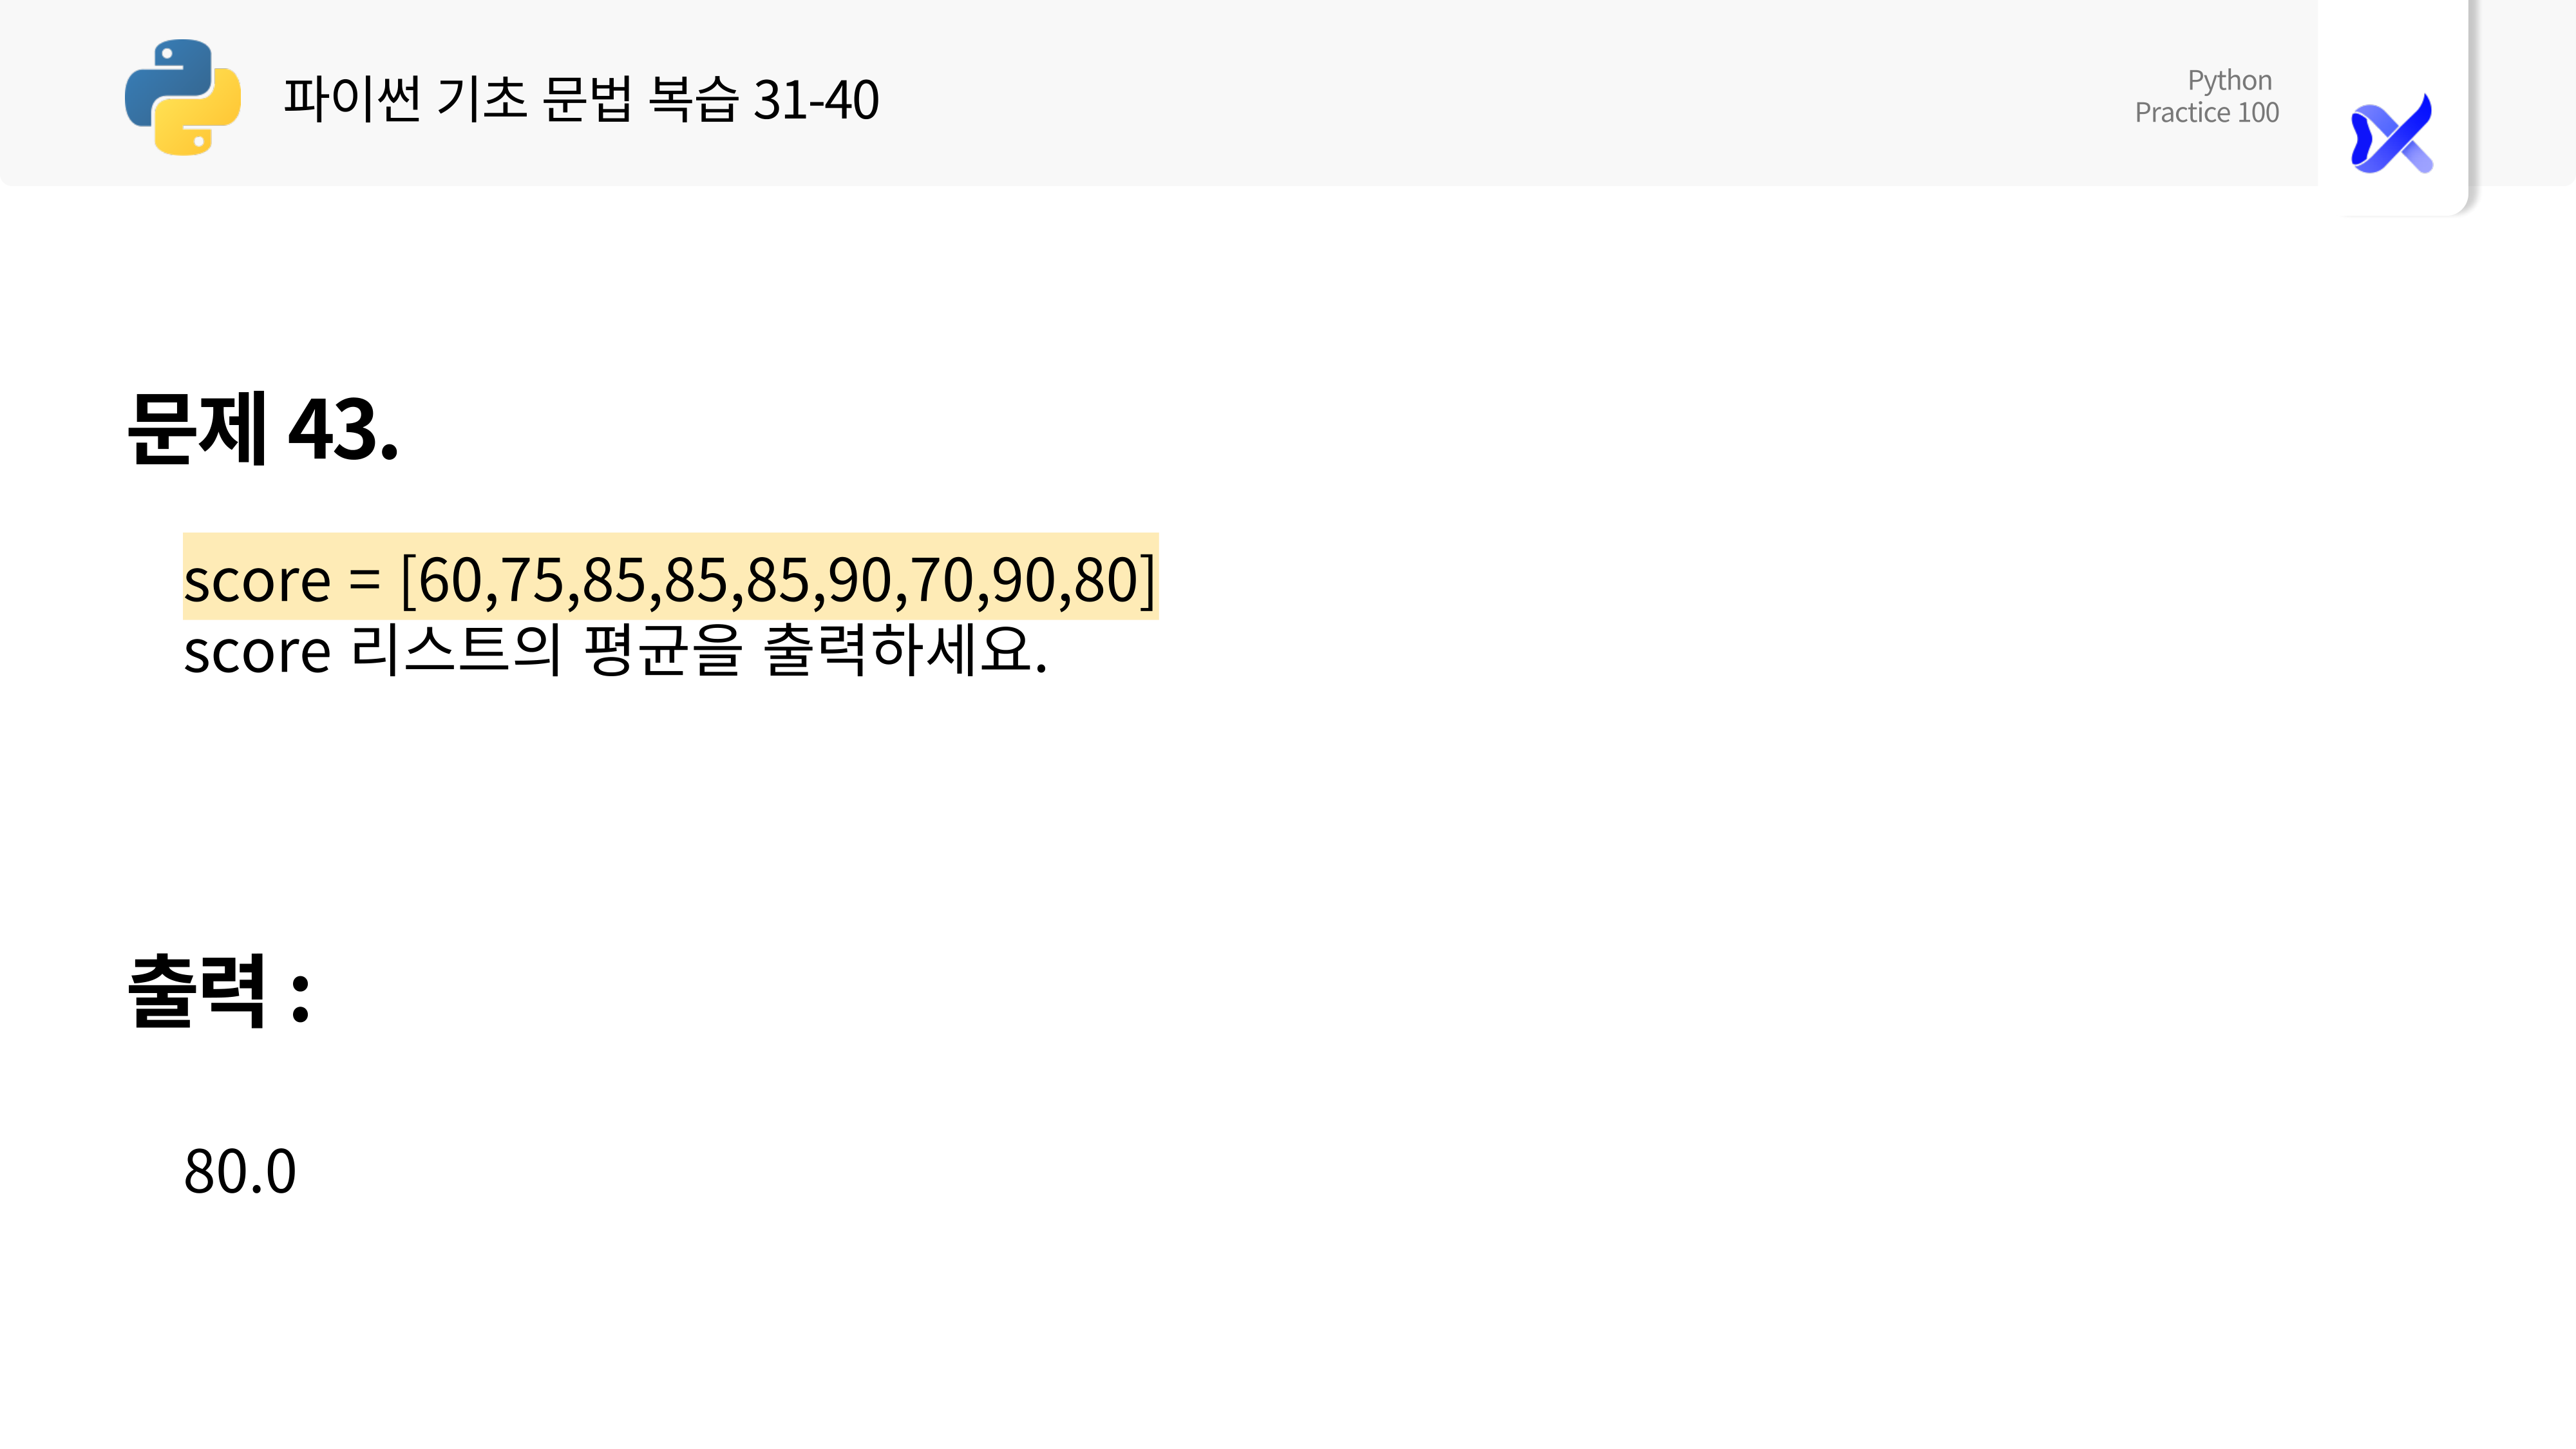 파이썬 기초 문법 복습 31-40
Python
Practice 100
문제 43.
score = [60,75,85,85,85,90,70,90,80]
score 리스트의 평균을 출력하세요.
출력 :
80.0